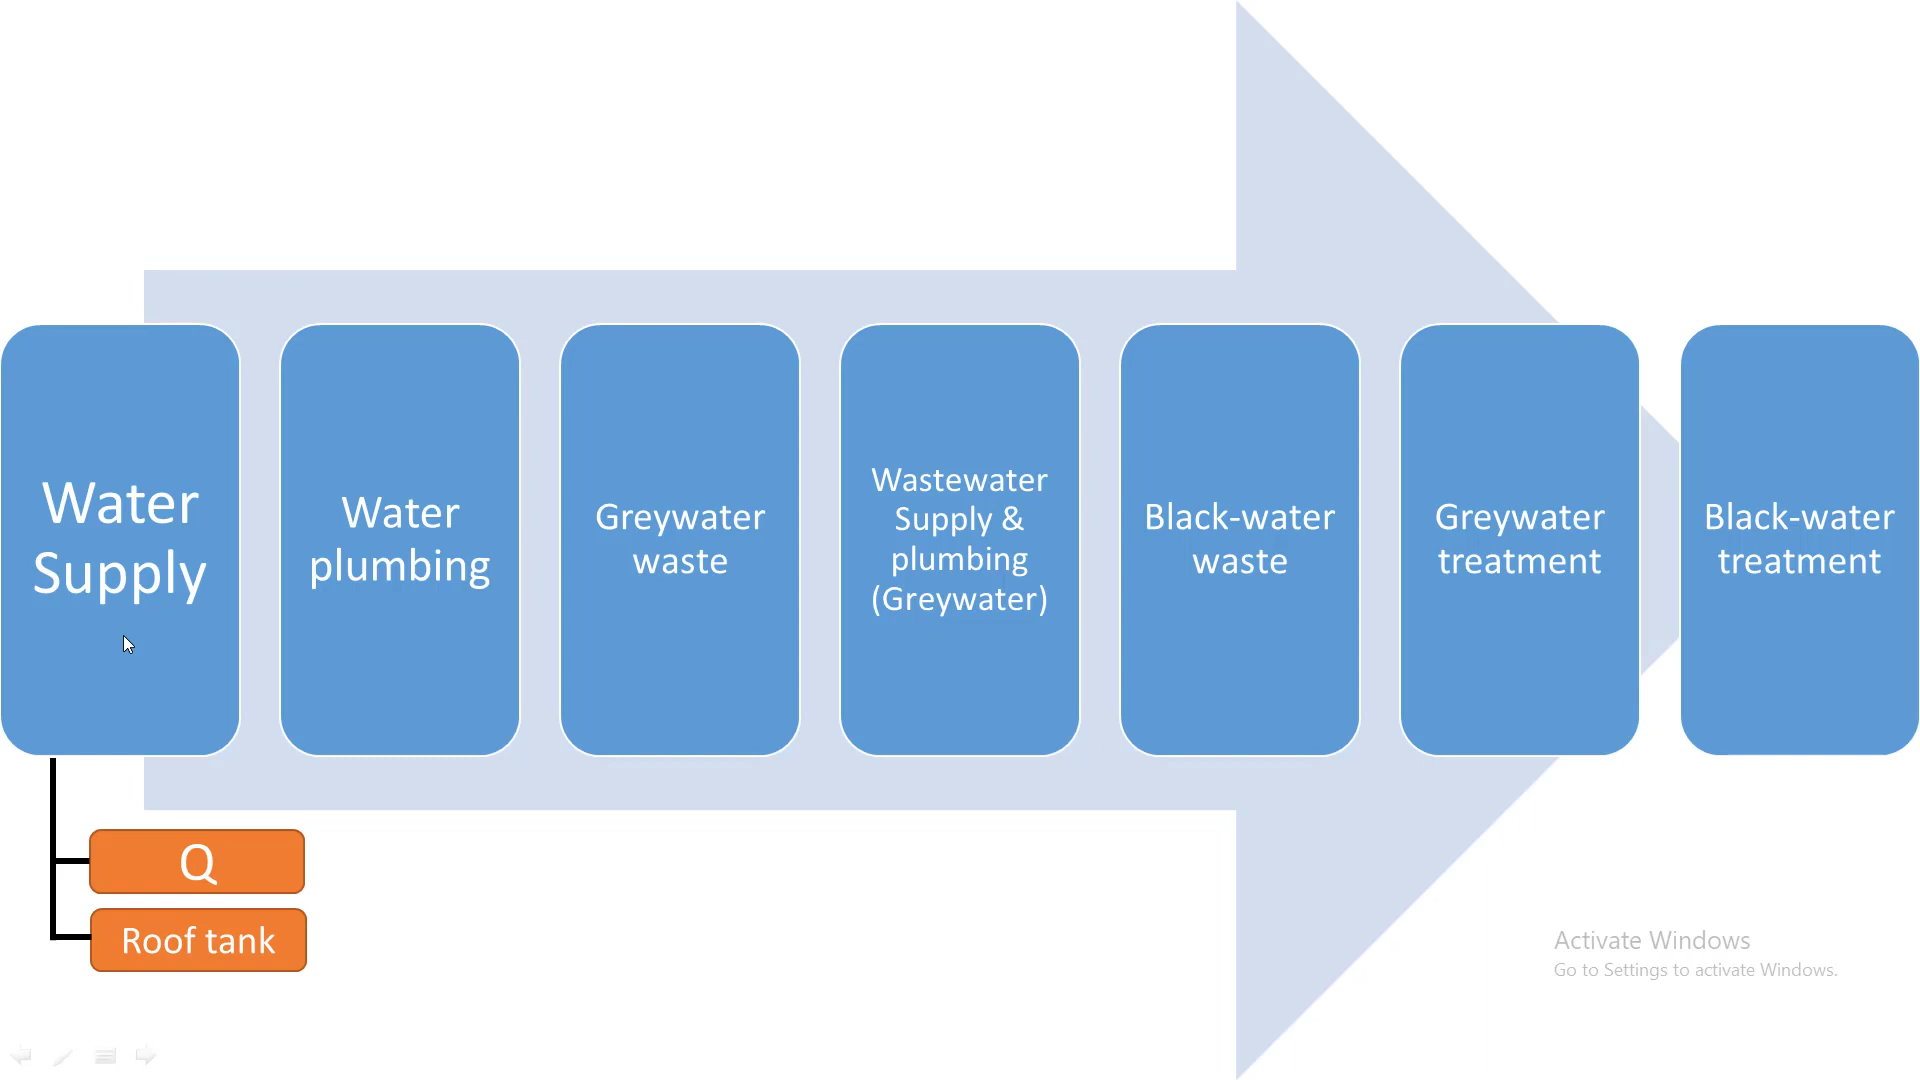 Water
Supply
Water
plumbing
Greywater
waste
Wastewater
Supply &
plumbing
(Greywater)
Black-water
waste
Greywater
treatment
Black-water
treatment
Q
Roof tank
Activate Windows
Go to Settings to activate Windows.